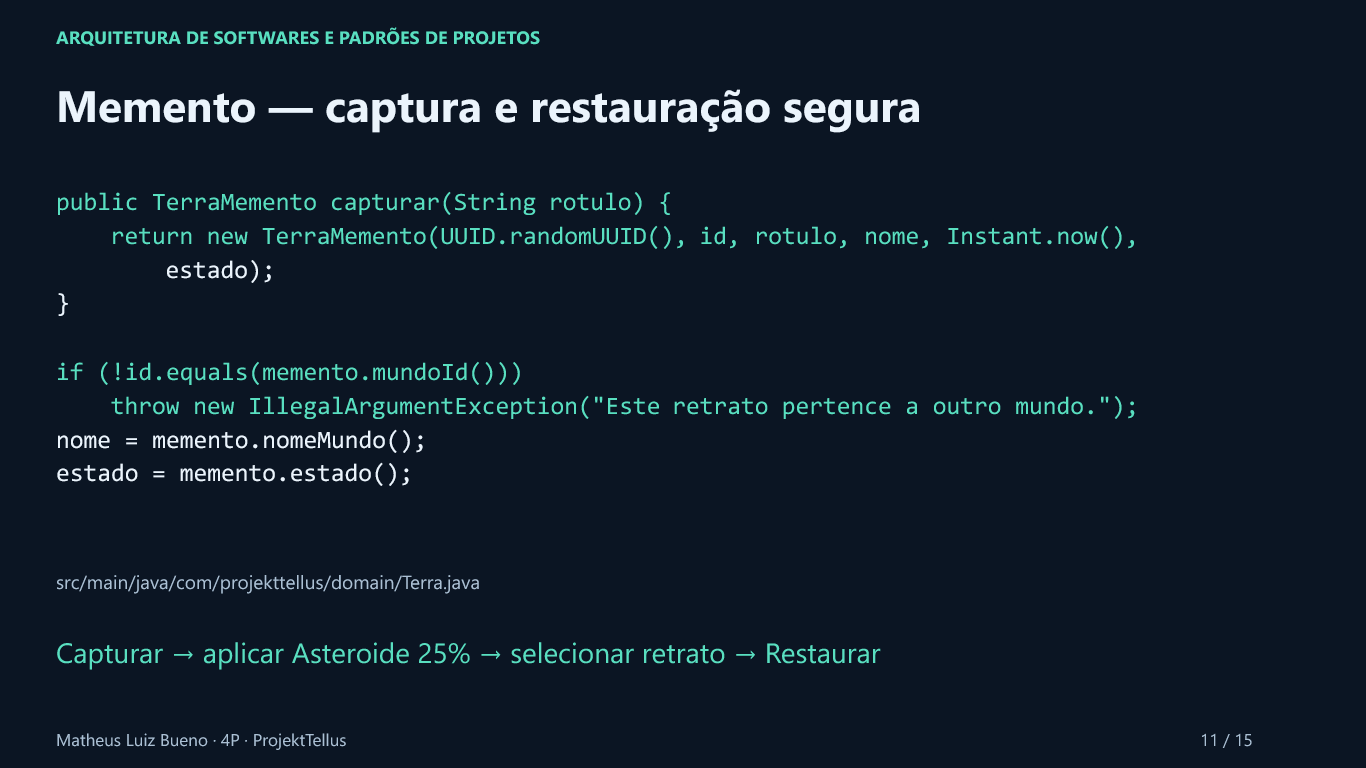 ARQUITETURA DE SOFTWARES E PADRÕES DE PROJETOS
Memento — captura e restauração segura
public TerraMemento capturar(String rotulo) {
    return new TerraMemento(UUID.randomUUID(), id, rotulo, nome, Instant.now(),
        estado);
}

if (!id.equals(memento.mundoId()))
    throw new IllegalArgumentException("Este retrato pertence a outro mundo.");
nome = memento.nomeMundo();
estado = memento.estado();
src/main/java/com/projekttellus/domain/Terra.java
Capturar → aplicar Asteroide 25% → selecionar retrato → Restaurar
Matheus Luiz Bueno · 4P · ProjektTellus
11 / 15